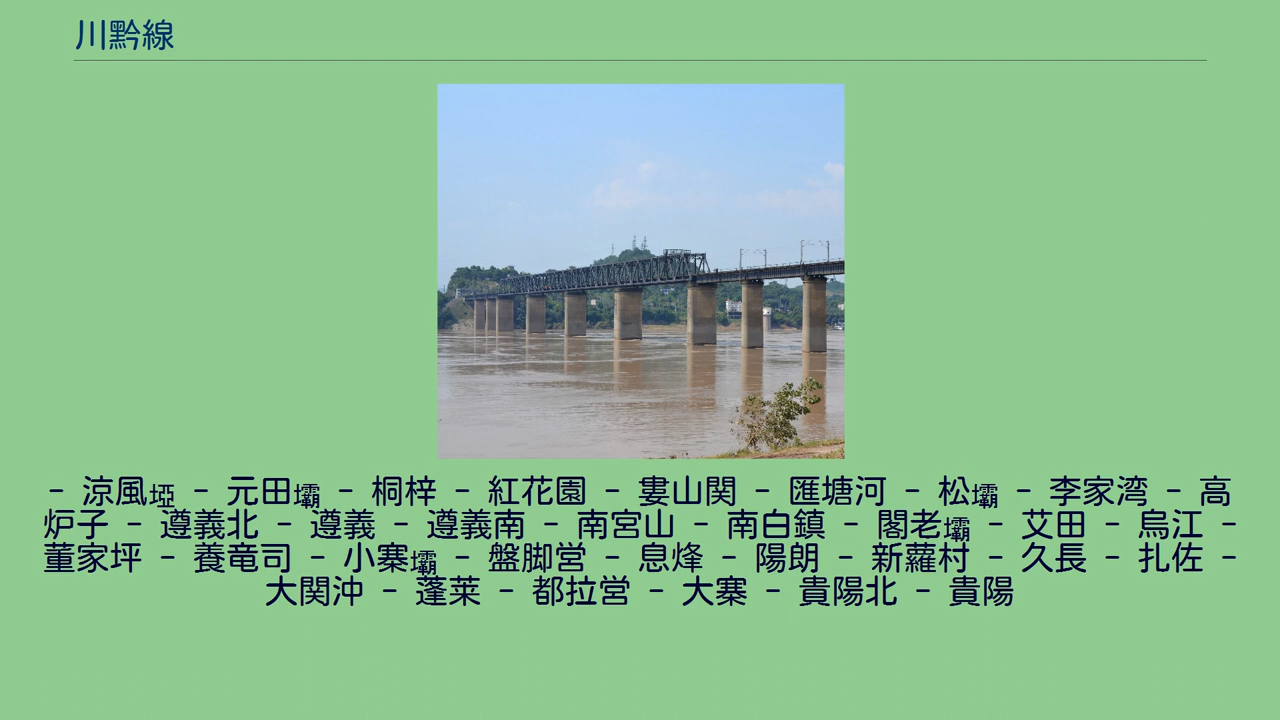 川黔線
- 涼風埡 - 元田壩 - 桐梓 - 紅花園 - 婁山関 - 匯塘河 - 松壩 - 李家湾 - 高
炉子 - 遵義北 - 遵義 - 遵義南 - 南宮山 - 南白鎮 - 閣老壩 - 艾田 - 烏江 -
董家坪 - 養竜司 - 小寨壩 - 盤脚営 - 息烽 - 陽朗 - 新蘿村 - 久長 - 扎佐 -
大関沖 - 蓬莱 - 都拉営 - 大寨 - 貴陽北 - 貴陽